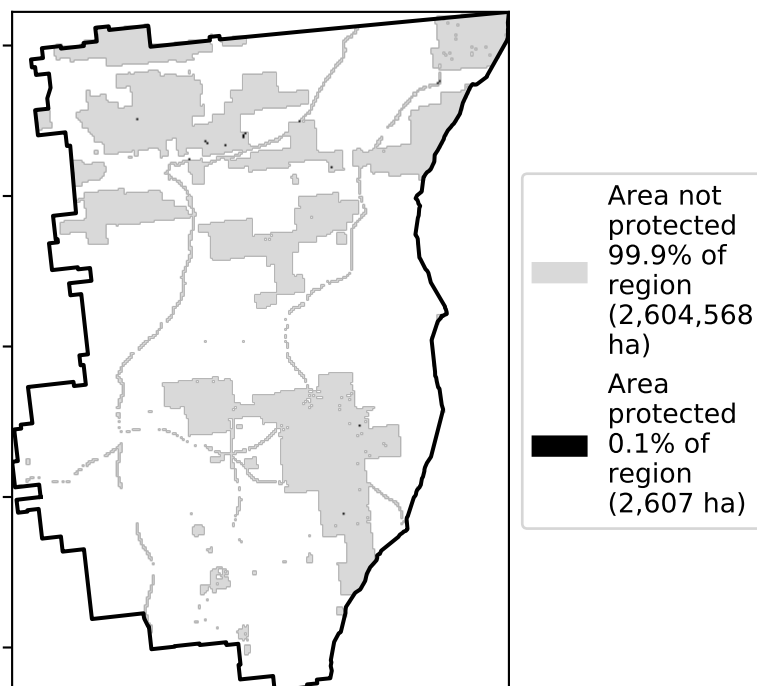 Area not
protected
99.9% of
region
(2,604,568
ha)
Area
protected
0.1% of
region
(2,607 ha)